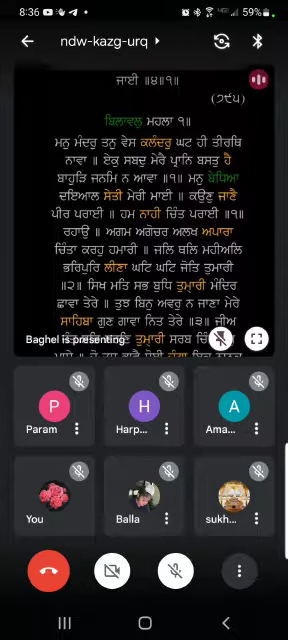 8:36
59%
ndw-kazg-urq
ਜਾਈ ॥੪॥੧॥
(੭੯੫)
ਬਿਲਾਵਲੁ ਮਹਲਾ ੧॥
ਮਨੁ ਮੰਦਰੁ ਤਨੁ ਵੇਸ ਕਲੰਦਰੁ ਘਟ ਹੀ ਤੀਰਥਿ
ਨਾਵਾ ॥ ਏਕੁ ਸਬਦੁ ਮੇਰੈ ਪ੍ਰਾਨਿ ਬਸਤੁ ਹੈ
ਬਾਹੁੜਿ ਜਨਮਿ ਨ ਆਵਾ ॥੧॥ ਮਨੁ ਬੇਧਿਆ
ਦਇਆਲ ਸੇਤੀ ਮੇਰੀ ਮਾਈ ॥ ਕਉਣੁ ਜਾਣੈ
ਪੀਰ ਪਰਾਈ ॥ ਹਮ ਨਾਹੀ ਚਿੰਤ ਪਰਾਈ ॥੧॥
ਰਹਾਉ ॥ ਅਗਮ ਅਗੋਚਰ ਅਲਖ ਅਪਾਰਾ
ਚਿੰਤਾ ਕਰਹੁ ਹਮਾਰੀ ॥ ਜਲਿ ਥਲਿ ਮਹੀਅਲਿ
ਭਰਿਪੁਰਿ ਲੀਣਾ ਘਟਿ ਘਟਿ ਜੋਤਿ ਤੁਮਾਰੀ
॥੨॥ ਸਿਖ ਮਤਿ ਸਭ ਬੁਧਿ ਤੁਮ੍ਹਾਰੀ ਮੰਦਿਰ
ਛਾਵਾ ਤੇਰੇ ॥ ਤੁਝ ਬਿਨੁ ਅਵਰੁ ਨ ਜਾਣਾ ਮੇਰੇ
ਸਾਹਿਬਾ ਗੁਣ ਗਾਵਾ ਨਿਤ ਤੇਰੇ ॥੩॥ ਜੀਅ
ਤੁਮ੍ਹਾਰੀ ਸਰਬ
Baghel is presenting
Param
Harp...
Ama...
You
Balla
sukh...